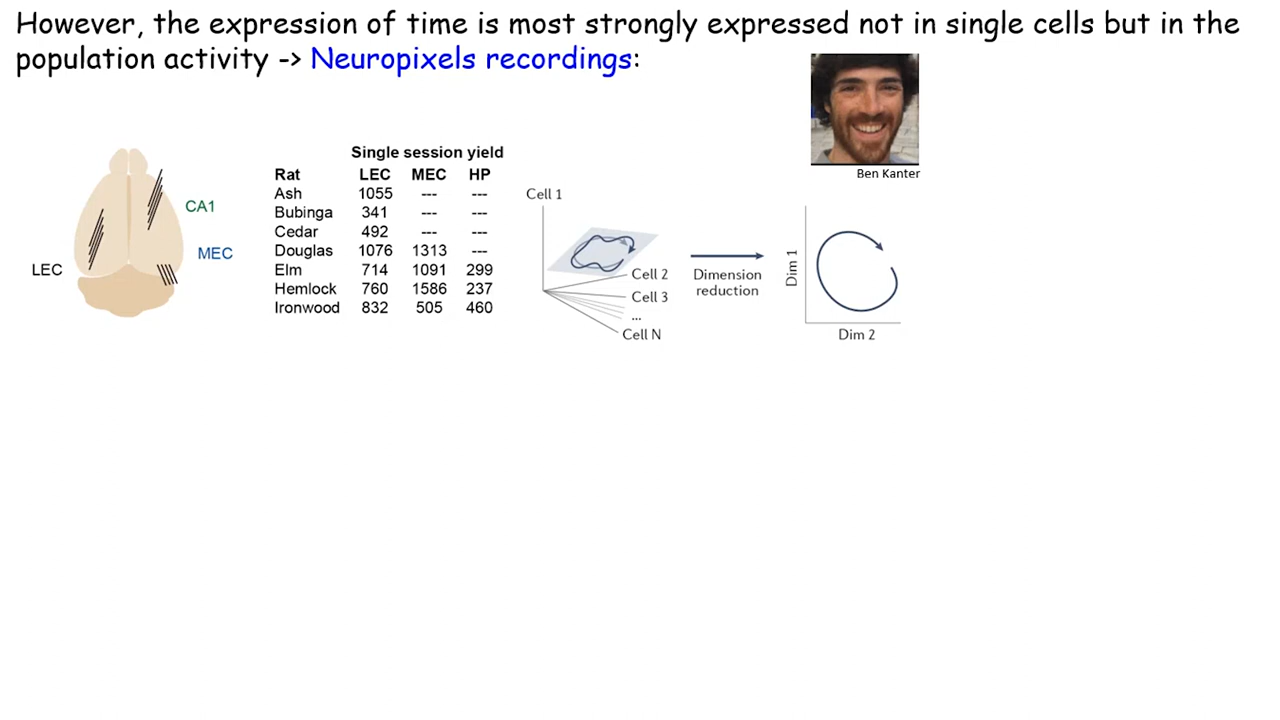 However, the expression of time is most strongly expressed not in single cells but in the
population activity -> Neuropixels recordings:
Ben Kanter
CA1
MEC
LEC
Single session yield
Rat LEC MEC HP
Ash 1055 --- ---
Bubinga 341 --- ---
Cedar 492 --- ---
Douglas 1076 1313 ---
Elm 714 1091 299
Hemlock 760 1586 237
Ironwood 832 505 460
Cell 1
Cell 2
Cell 3
...
Cell N
Dimension
reduction
Dim 1
Dim 2